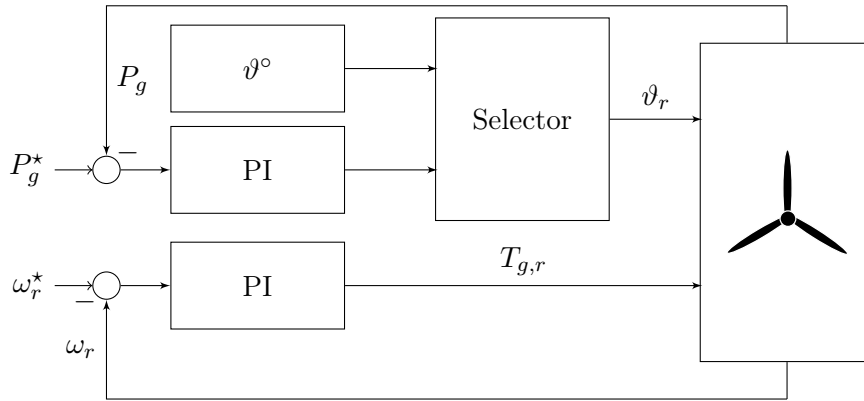 P_g
ϑ°
Selector
ϑ_r
−
P_g^⋆
PI
T_{g,r}
ω_r^⋆
−
PI
ω_r